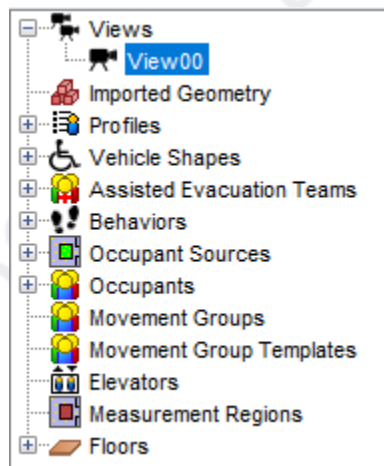 Views
View00
Imported Geometry
Profiles
Vehicle Shapes
Assisted Evacuation Teams
Behaviors
Occupant Sources
Occupants
Movement Groups
Movement Group Templates
Elevators
Measurement Regions
Floors